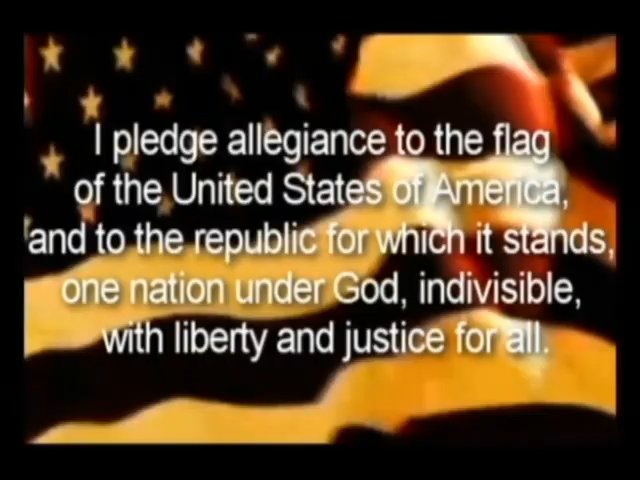 I pledge allegiance to the flag
of the United States of America,
and to the republic for which it stands,
one nation under God, indivisible,
with liberty and justice for all.